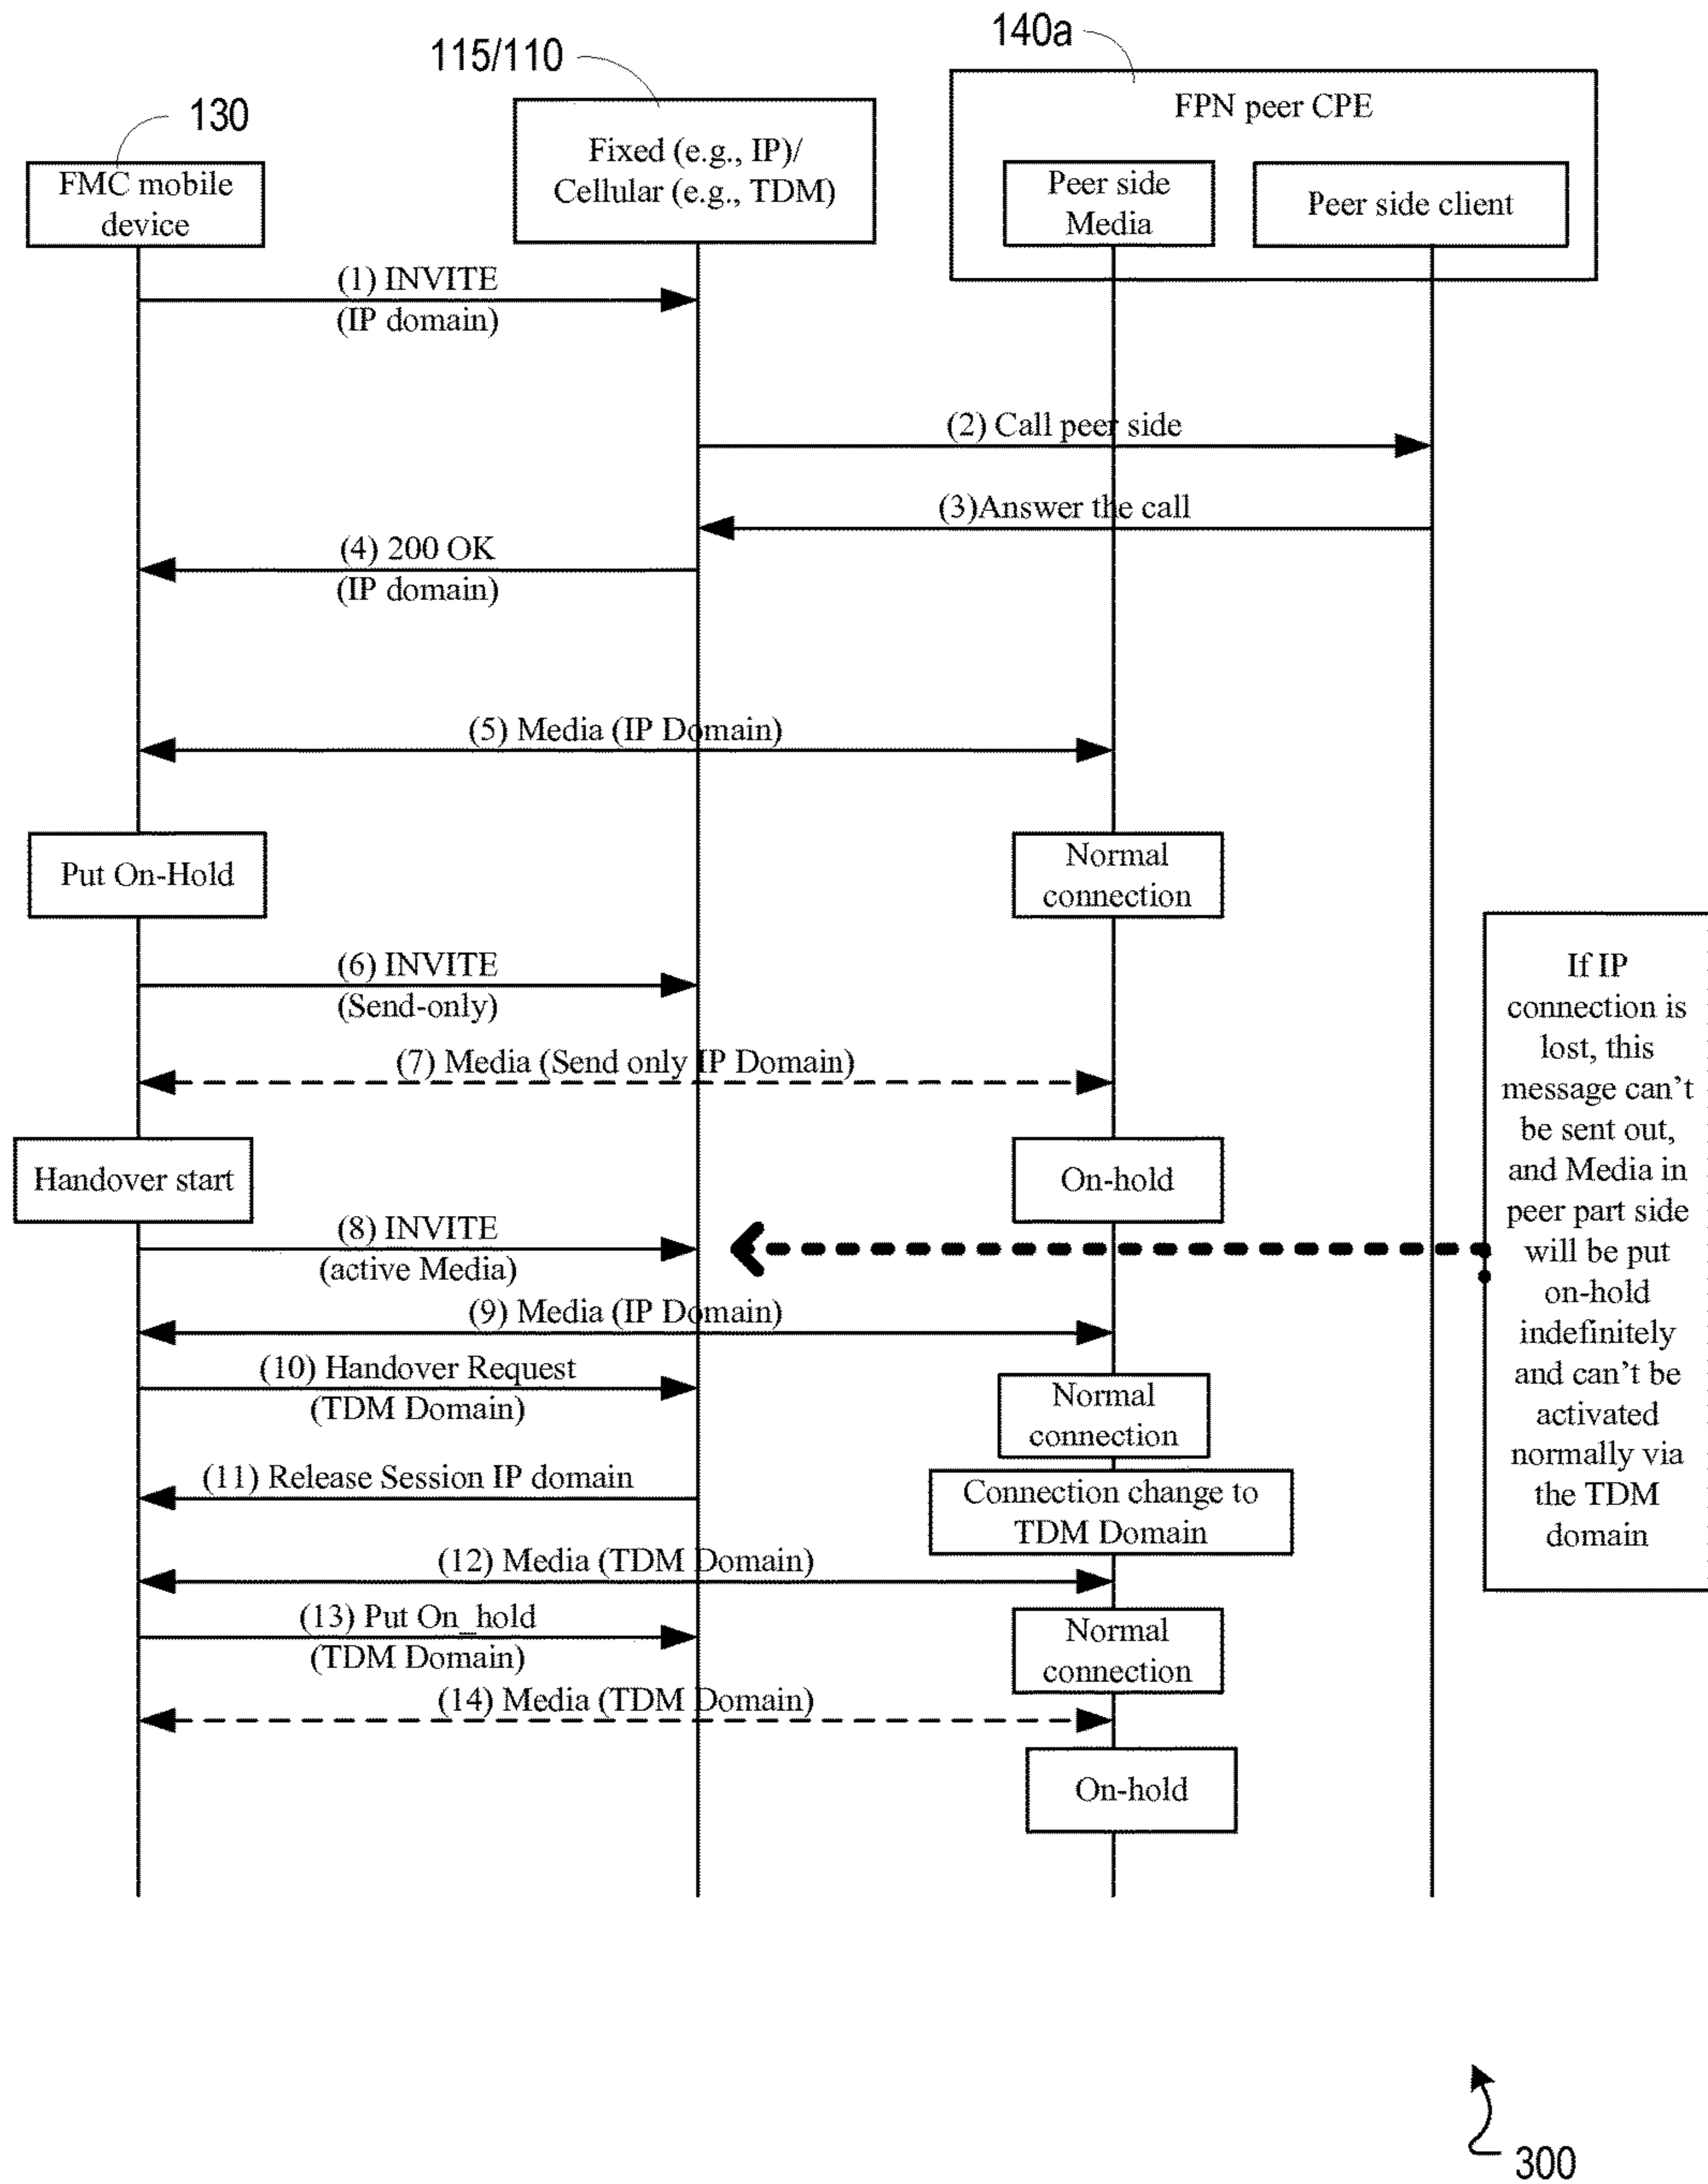 140a
115/110
130
FPN peer CPE
Fixed (e.g., IP)/
Cellular (e.g., TDM)
FMC mobile
device
Peer side
Media
Peer side client
(1) INVITE
(IP domain)
(2) Call peer side
(3)Answer the call
(4) 200 OK
(IP domain)
(5) Media (IP Domain)
Put On-Hold
Normal
connection
(6) INVITE
(Send-only)
(7) Media (Send only IP Domain)
Handover start
On-hold
(8) INVITE
(active Media)
If IP
connection is
lost, this
message can't
be sent out,
and Media in
peer part side
will be put
on-hold
indefinitely
and can't be
activated
normally via
the TDM
domain
(9) Media (IP Domain)
(10) Handover Request
(TDM Domain)
Normal
connection
(11) Release Session IP domain
Connection change to
TDM Domain
(12) Media (TDM Domain)
(13) Put On_hold
(TDM Domain)
Normal
connection
(14) Media (TDM Domain)
On-hold
300